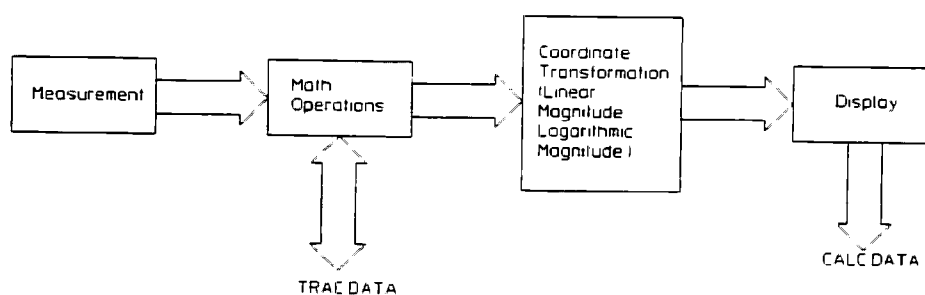 Measurement
Math
Operations
Coordinate
Transformation
(Linear
Magnitude
Logarithmic
Magnitude)
Display
TRAC DATA
CALC DATA